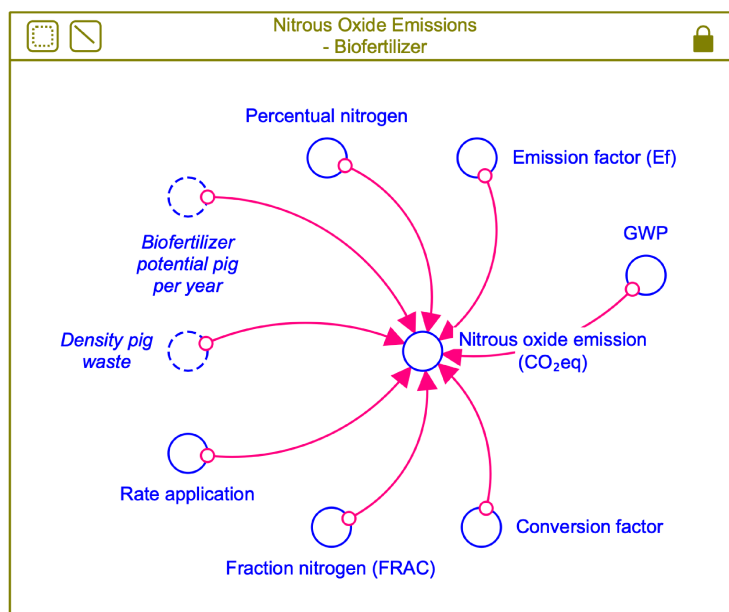 Nitrous Oxide Emissions
- Biofertilizer
Percentual nitrogen
Emission factor (Ef)
Biofertilizer
potential pig
per year
GWP
Density pig
waste
Nitrous oxide emission
(CO₂eq)
Rate application
Fraction nitrogen (FRAC)
Conversion factor